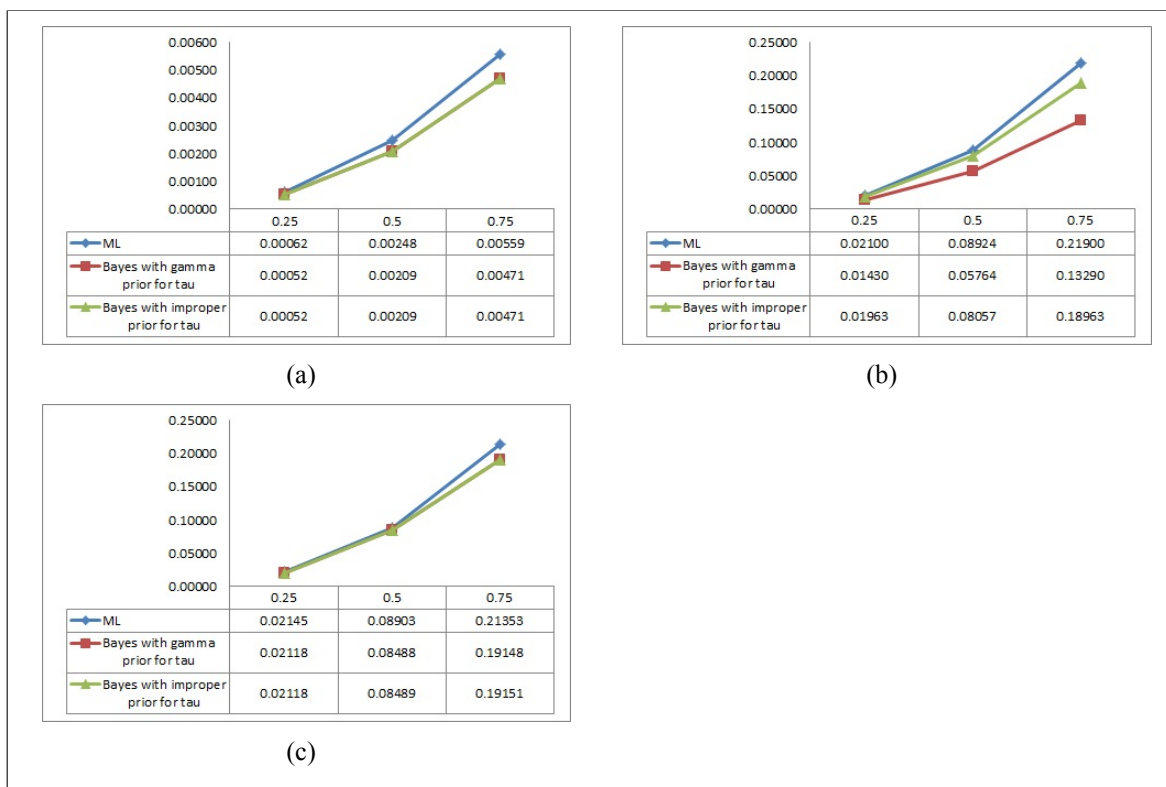 0.00600
0.00500
0.00400
0.00300
0.00200
0.00100
0.00000
0.25 0.5 0.75
ML 0.00062 0.00248 0.00559
Bayes with gamma
prior for tau 0.00052 0.00209 0.00471
Bayes with improper
prior for tau 0.00052 0.00209 0.00471
(a)
0.25000
0.20000
0.15000
0.10000
0.05000
0.00000
0.25 0.5 0.75
ML 0.02100 0.08924 0.21900
Bayes with gamma
prior for tau 0.01430 0.05764 0.13290
Bayes with improper
prior for tau 0.01963 0.08057 0.18963
(b)
0.25000
0.20000
0.15000
0.10000
0.05000
0.00000
0.25 0.5 0.75
ML 0.02145 0.08903 0.21353
Bayes with gamma
prior for tau 0.02118 0.08488 0.19148
Bayes with improper
prior for tau 0.02118 0.08489 0.19151
(c)